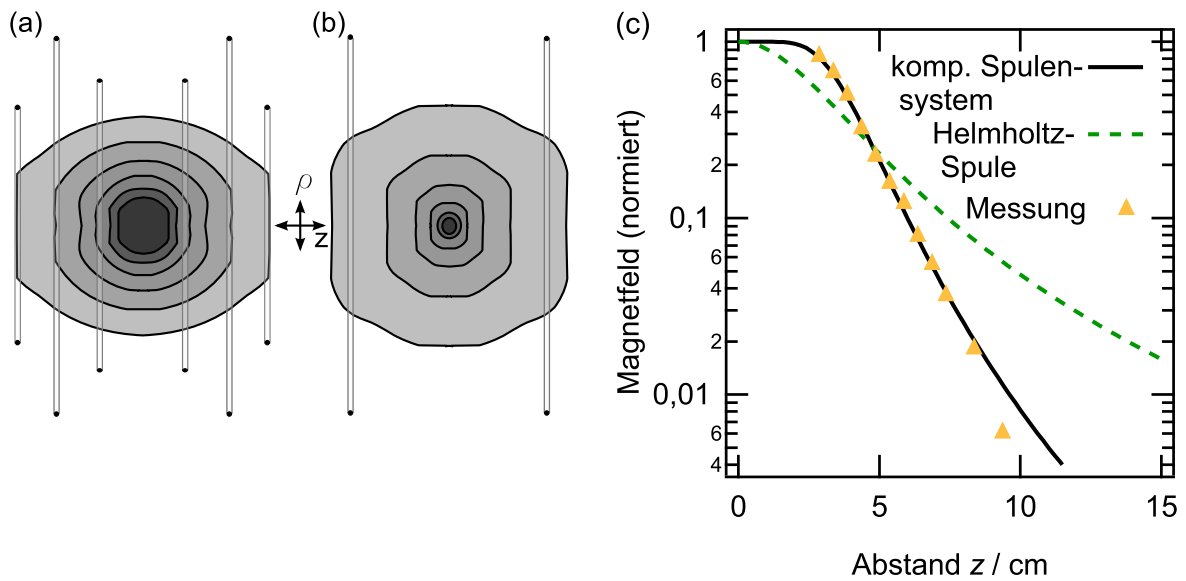 (a)
(b)
ρ
z
(c)
Magnetfeld (normiert)
1
6
4
2
0,1
6
4
2
0,01
6
4
komp. Spulen-
system
Helmholtz-
Spule
Messung
0
5
10
15
Abstand z / cm